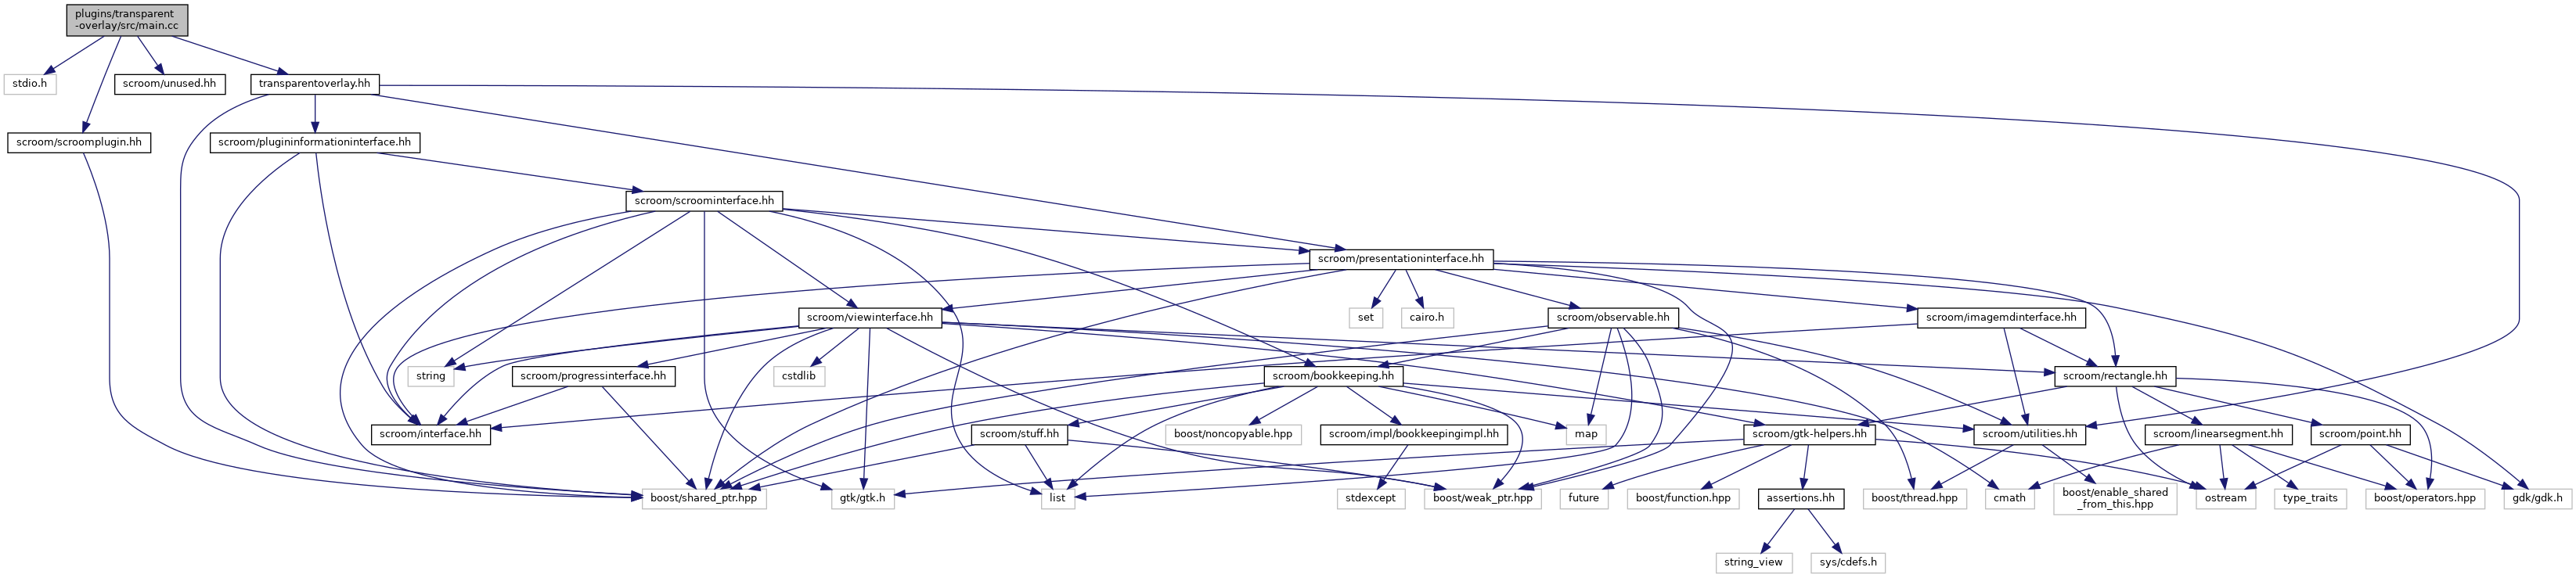 plugins/transparent
-overlay/src/main.cc
stdio.h
scroom/unused.hh
transparentoverlay.hh
scroom/scroomplugin.hh
scroom/plugininformationinterface.hh
scroom/scroominterface.hh
scroom/presentationinterface.hh
scroom/viewinterface.hh
set
cairo.h
scroom/observable.hh
scroom/imagemdinterface.hh
string
scroom/progressinterface.hh
cstdlib
scroom/bookkeeping.hh
scroom/rectangle.hh
scroom/interface.hh
scroom/stuff.hh
boost/noncopyable.hpp
scroom/impl/bookkeepingimpl.hh
map
scroom/gtk-helpers.hh
scroom/utilities.hh
scroom/linearsegment.hh
scroom/point.hh
boost/shared_ptr.hpp
gtk/gtk.h
list
stdexcept
boost/weak_ptr.hpp
future
boost/function.hpp
assertions.hh
boost/thread.hpp
cmath
boost/enable_shared
_from_this.hpp
ostream
type_traits
boost/operators.hpp
gdk/gdk.h
string_view
sys/cdefs.h